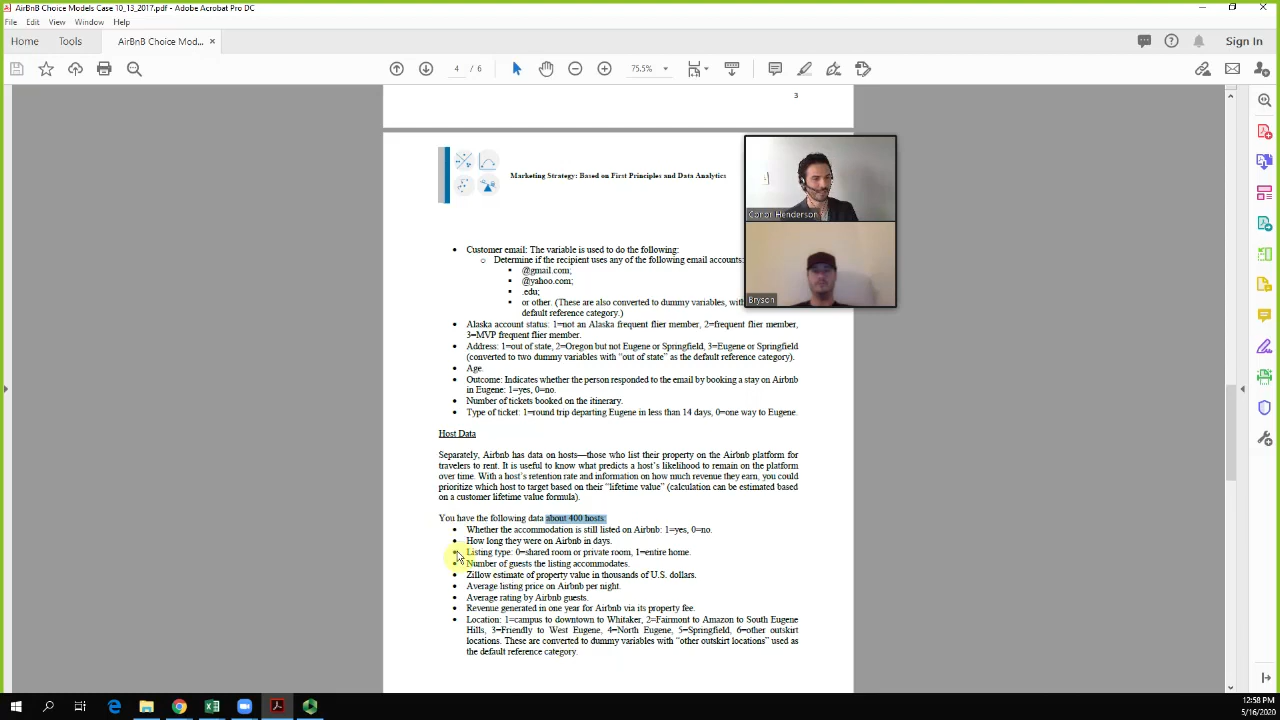 AirBnB Choice Models Case 10_13_2017.pdf - Adobe Acrobat Pro DC
File Edit View Window Help
Home Tools AirBnB Choice Mod... × Sign In
4 / 6 75.5%
3
Marketing Strategy: Based on First Principles and Data Analytics
Conor Henderson
Bryson
• Customer email: The variable is used to do the following:
o Determine if the recipient uses any of the following email accounts:
▪ @gmail.com;
▪ @yahoo.com;
▪ .edu;
▪ or other. (These are also converted to dummy variables, with
default reference category.)
• Alaska account status: 1=not an Alaska frequent flier member, 2=frequent flier member,
3=MVP frequent flier member.
• Address: 1=out of state, 2=Oregon but not Eugene or Springfield, 3=Eugene or Springfield
(converted to two dummy variables with “out of state” as the default reference category).
• Age.
• Outcome: Indicates whether the person responded to the email by booking a stay on Airbnb
in Eugene: 1=yes, 0=no.
• Number of tickets booked on the itinerary.
• Type of ticket: 1=round trip departing Eugene in less than 14 days, 0=one way to Eugene.
Host Data
Separately, Airbnb has data on hosts—those who list their property on the Airbnb platform for
travelers to rent. It is useful to know what predicts a host’s likelihood to remain on the platform
over time. With a host’s retention rate and information on how much revenue they earn, you could
prioritize which host to target based on their “lifetime value” (calculation can be estimated based
on a customer lifetime value formula).
You have the following data about 400 hosts:
• Whether the accommodation is still listed on Airbnb: 1=yes, 0=no.
• How long they were on Airbnb in days.
• Listing type: 0=shared room or private room, 1=entire home.
• Number of guests the listing accommodates.
• Zillow estimate of property value in thousands of U.S. dollars.
• Average listing price on Airbnb per night.
• Average rating by Airbnb guests.
• Revenue generated in one year for Airbnb via its property fee.
• Location: 1=campus to downtown to Whitaker, 2=Fairmont to Amazon to South Eugene
Hills, 3=Friendly to West Eugene, 4=North Eugene, 5=Springfield, 6=other outskirt
locations. These are converted to dummy variables with “other outskirt locations” used as
the default reference category.
12:58 PM
5/16/2020